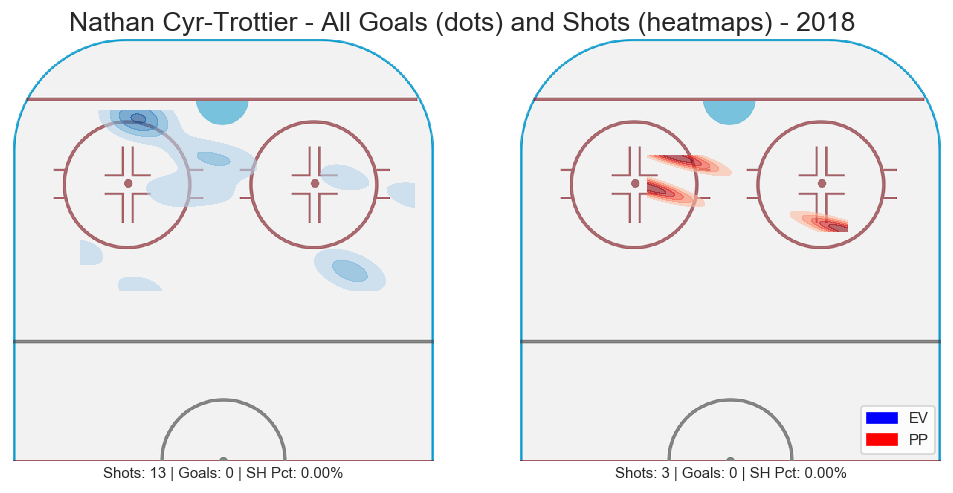 Nathan Cyr-Trottier - All Goals (dots) and Shots (heatmaps) - 2018
EV
PP
Shots: 13 | Goals: 0 | SH Pct: 0.00%
Shots: 3 | Goals: 0 | SH Pct: 0.00%